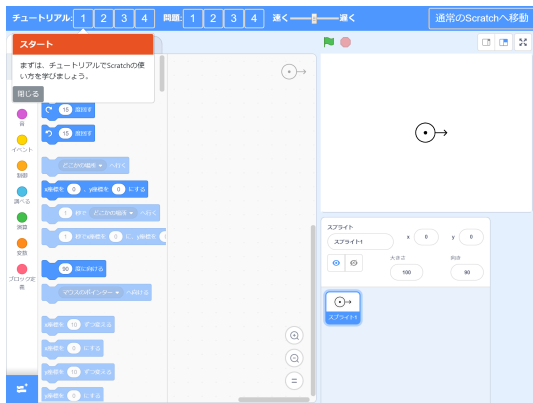 チュートリアル: 1 2 3 4 問題: 1 2 3 4 速く 遅く 通常のScratchへ移動
スタート
まずは、チュートリアルでScratchの使い方を学びましょう。
閉じる
15 度回す
15 度回す
どこかの場所 へ行く
x座標を 0 、y座標を 0 にする
1 秒で どこかの場所 へ行く
1 秒でx座標を 0 に、y座標を
90 度に向ける
マウスのポインター へ向ける
x座標を 10 ずつ変える
x座標を 0 にする
y座標を 10 ずつ変える
y座標を 0 にする
音
イベント
制御
調べる
演算
変数
ブロック定義
スプライト
スプライト1
x 0 y 0
大きさ 向き
100 90
スプライト1